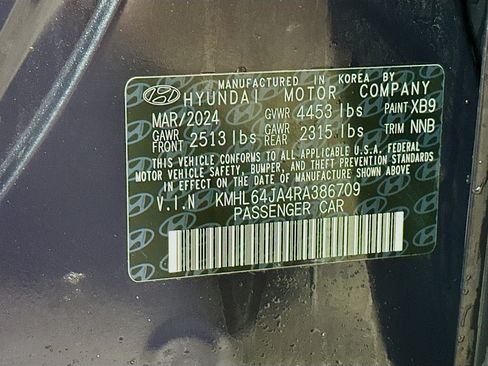 MANUFACTURED IN KOREA BY
HYUNDAI MOTOR COMPANY
MAR/2024 GVWR 4453 lbs PAINT XB9
GAWR FRONT 2513 lbs GAWR REAR 2315 lbs TRIM NNB
THIS VEHICLE CONFORMS TO ALL APPLICABLE U.S.A. FEDERAL
MOTOR VEHICLE SAFETY, BUMPER, AND THEFT PREVENTION STANDARDS
IN EFFECT ON THE DATE OF MANUFACTURE SHOWN ABOVE
V.I.N KMHL64JA4RA386709
PASSENGER CAR